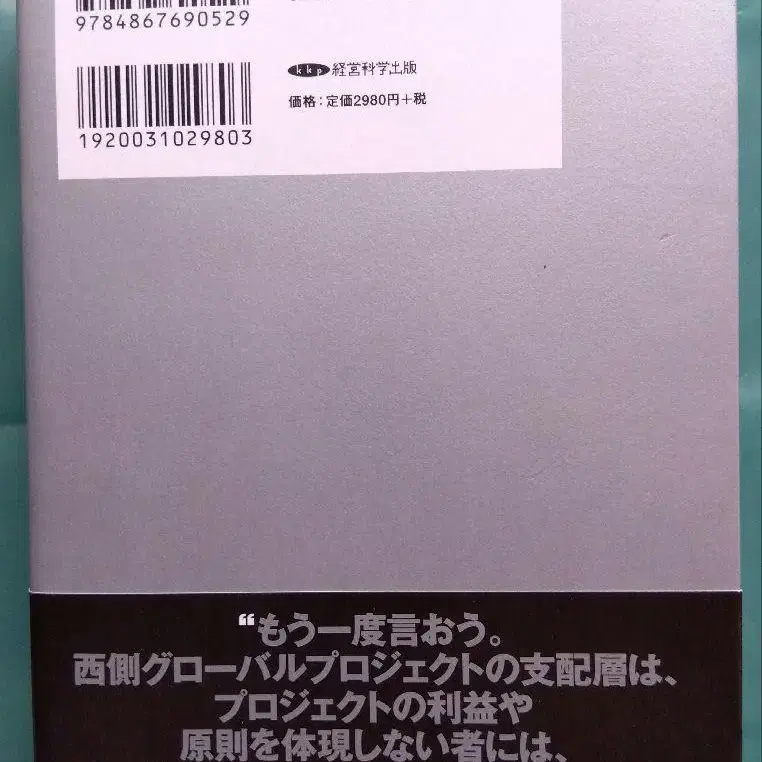 9784867690529
1920031029803
kkp 経営科学出版
価格：定価2980円+税
“もう一度言おう。
西側グローバルプロジェクトの支配層は、
プロジェクトの利益や
原則を体現しない者には、